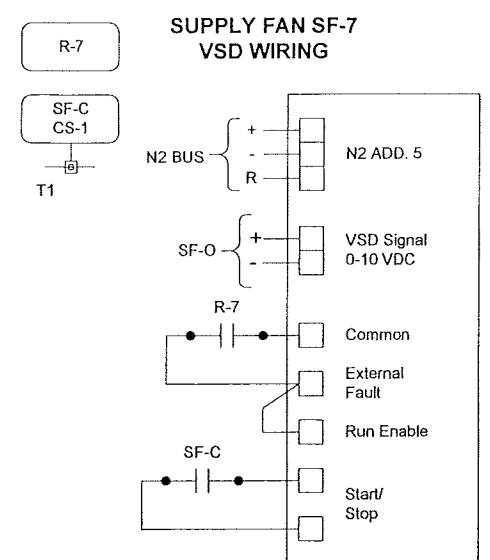 SUPPLY FAN SF-7
VSD WIRING
R-7
SF-C
CS-1
6
T1
N2 BUS
+
-
R
N2 ADD. 5
SF-O
+
-
VSD Signal
0-10 VDC
R-7
Common
External
Fault
Run Enable
SF-C
Start/
Stop